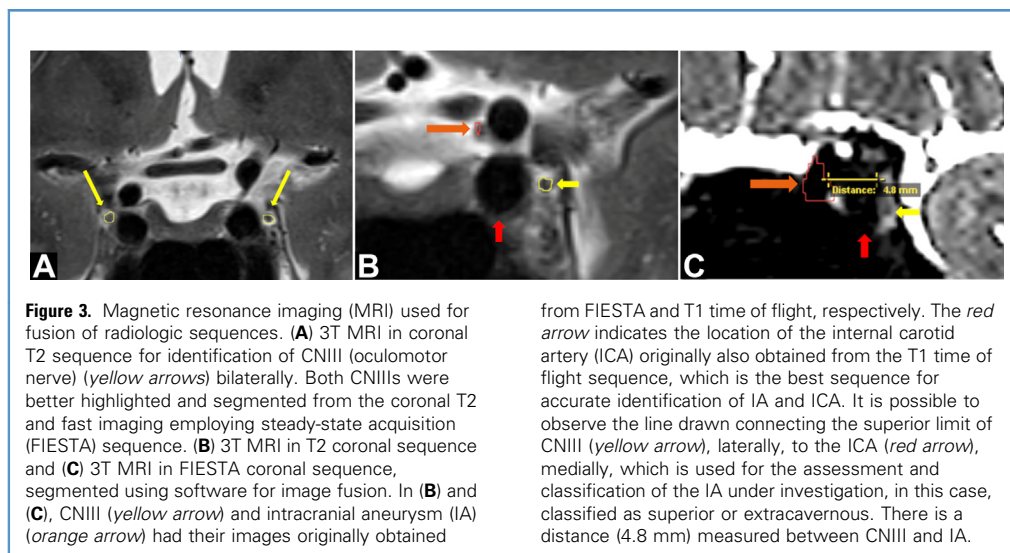 A
B
C
Distance: 4.8 mm
Figure 3. Magnetic resonance imaging (MRI) used for
fusion of radiologic sequences. (A) 3T MRI in coronal
T2 sequence for identification of CNIII (oculomotor
nerve) (yellow arrows) bilaterally. Both CNIIIs were
better highlighted and segmented from the coronal T2
and fast imaging employing steady-state acquisition
(FIESTA) sequence. (B) 3T MRI in T2 coronal sequence
and (C) 3T MRI in FIESTA coronal sequence,
segmented using software for image fusion. In (B) and
(C), CNIII (yellow arrow) and intracranial aneurysm (IA)
(orange arrow) had their images originally obtained
from FIESTA and T1 time of flight, respectively. The red
arrow indicates the location of the internal carotid
artery (ICA) originally also obtained from the T1 time of
flight sequence, which is the best sequence for
accurate identification of IA and ICA. It is possible to
observe the line drawn connecting the superior limit of
CNIII (yellow arrow), laterally, to the ICA (red arrow),
medially, which is used for the assessment and
classification of the IA under investigation, in this case,
classified as superior or extracavernous. There is a
distance (4.8 mm) measured between CNIII and IA.